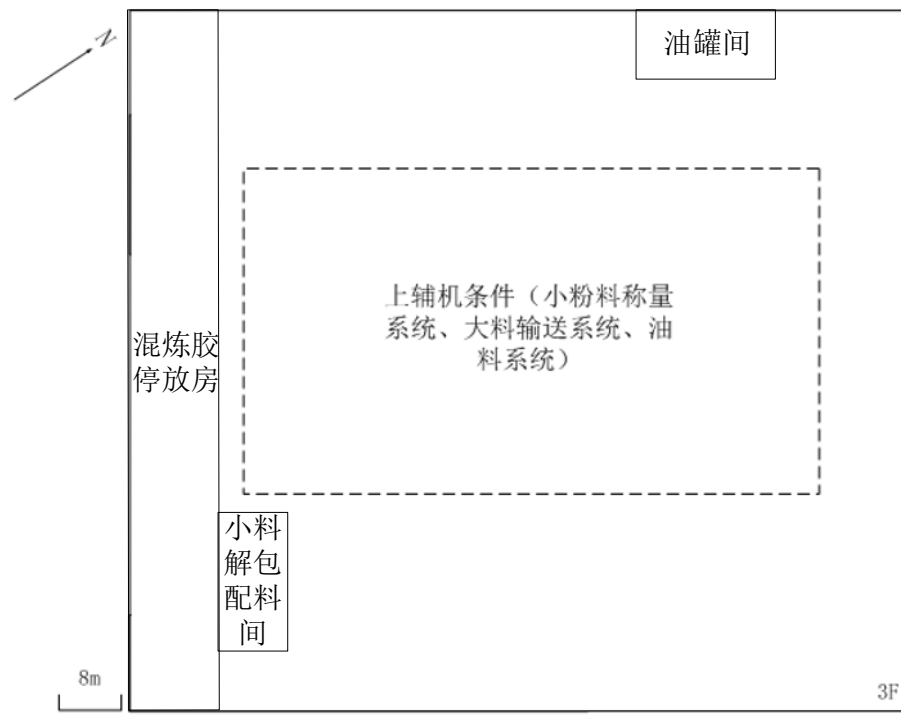 N
油罐间
上辅机条件（小粉料称量
系统、大料输送系统、油
料系统）
混炼胶
停放房
小料
解包
配料
间
8m
3F